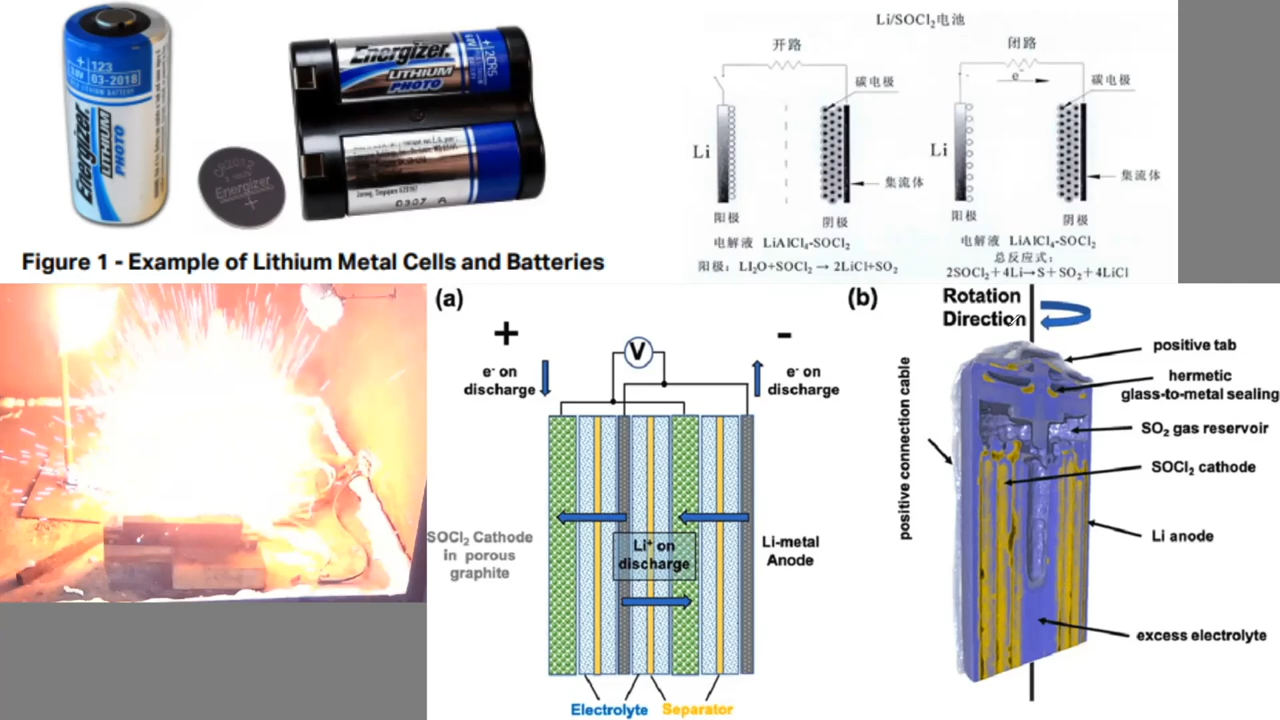 + 123
03-2018
Energizer
LITHIUM
PHOTO
Energizer
+
Energizer
LITHIUM
PHOTO
2CR5
0307 A
Figure 1 - Example of Lithium Metal Cells and Batteries
Li/SOCl₂电池
开路
闭路
e⁻
碳电极
碳电极
Li
Li
集流体
集流体
阳极
阴极
阳极
阴极
电解液 LiAlCl₄-SOCl₂
电解液 LiAlCl₄-SOCl₂
总反应式:
阳极: LI₂O+SOCl₂→2LiCl+SO₂
2SOCl₂+4Li→S+SO₂+4LiCl
(a)
+
-
V
e⁻ on
discharge
e⁻ on
discharge
SOCl₂ Cathode
in porous
graphite
Li⁺ on
discharge
Li-metal
Anode
Electrolyte
Separator
(b)
Rotation
Direction
positive connection cable
positive tab
hermetic
glass-to-metal sealing
SO₂ gas reservoir
SOCl₂ cathode
Li anode
excess electrolyte